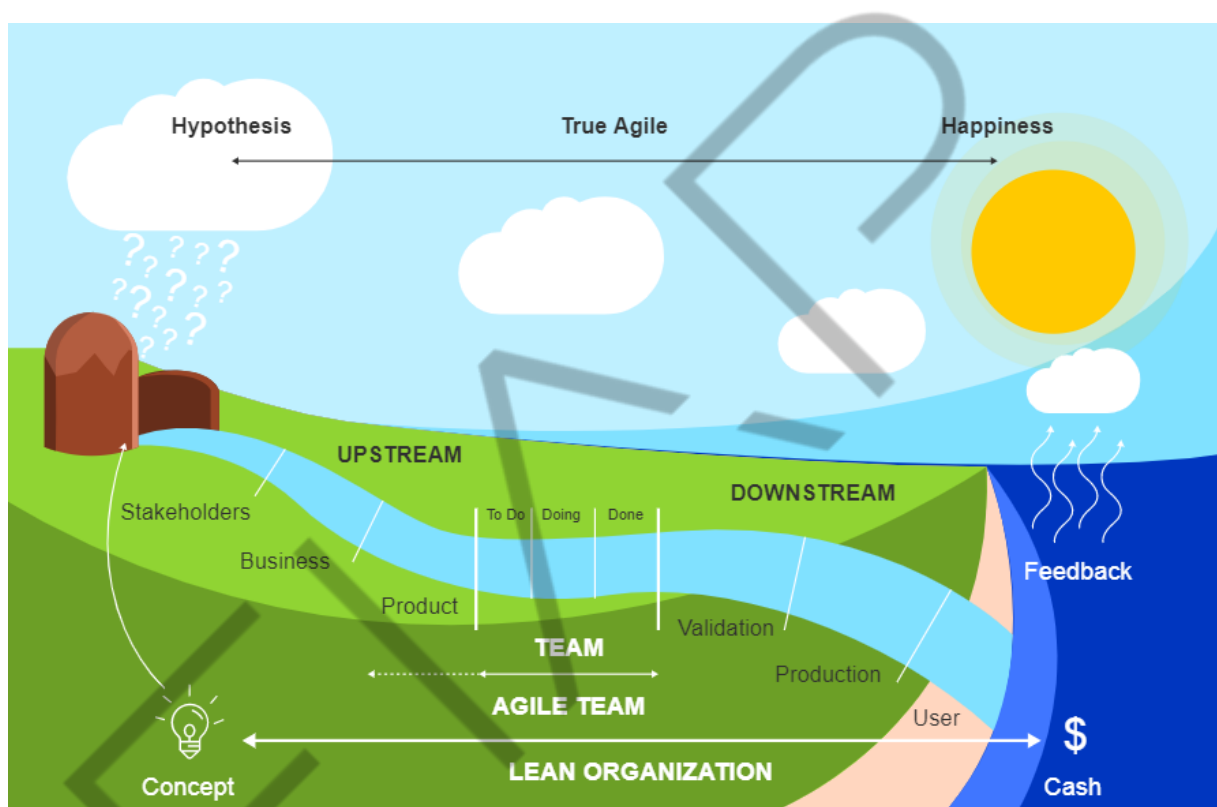 Hypothesis
True Agile
Happiness
? ? ? ?
? ?
? ? ? ?
? ? ?
? ?
UPSTREAM
DOWNSTREAM
Stakeholders
To Do
Doing
Done
Business
Feedback
Product
Validation
TEAM
Production
AGILE TEAM
User
$
LEAN ORGANIZATION
Concept
Cash